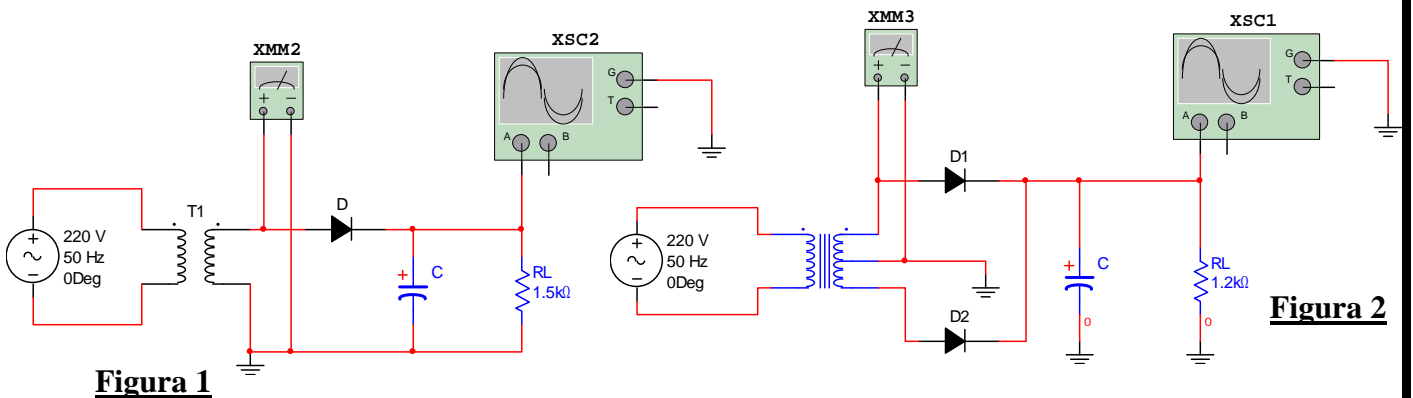 XMM2
XSC2
G
T
A B
+ −
T1
D
+
220 V
50 Hz
0Deg
−
+
C
RL
1.5kΩ
Figura 1
XMM3
XSC1
+ −
G
T
A B
D1
+
220 V
50 Hz
0Deg
−
+
C
RL
1.2kΩ
D2
0
0
Figura 2